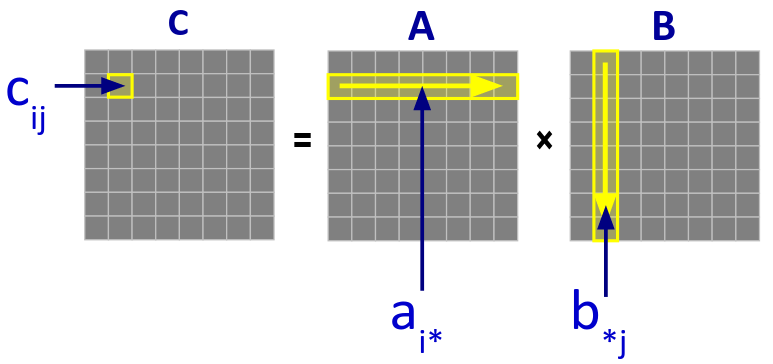 C = A × B
c_ij
a_i*
b_*j